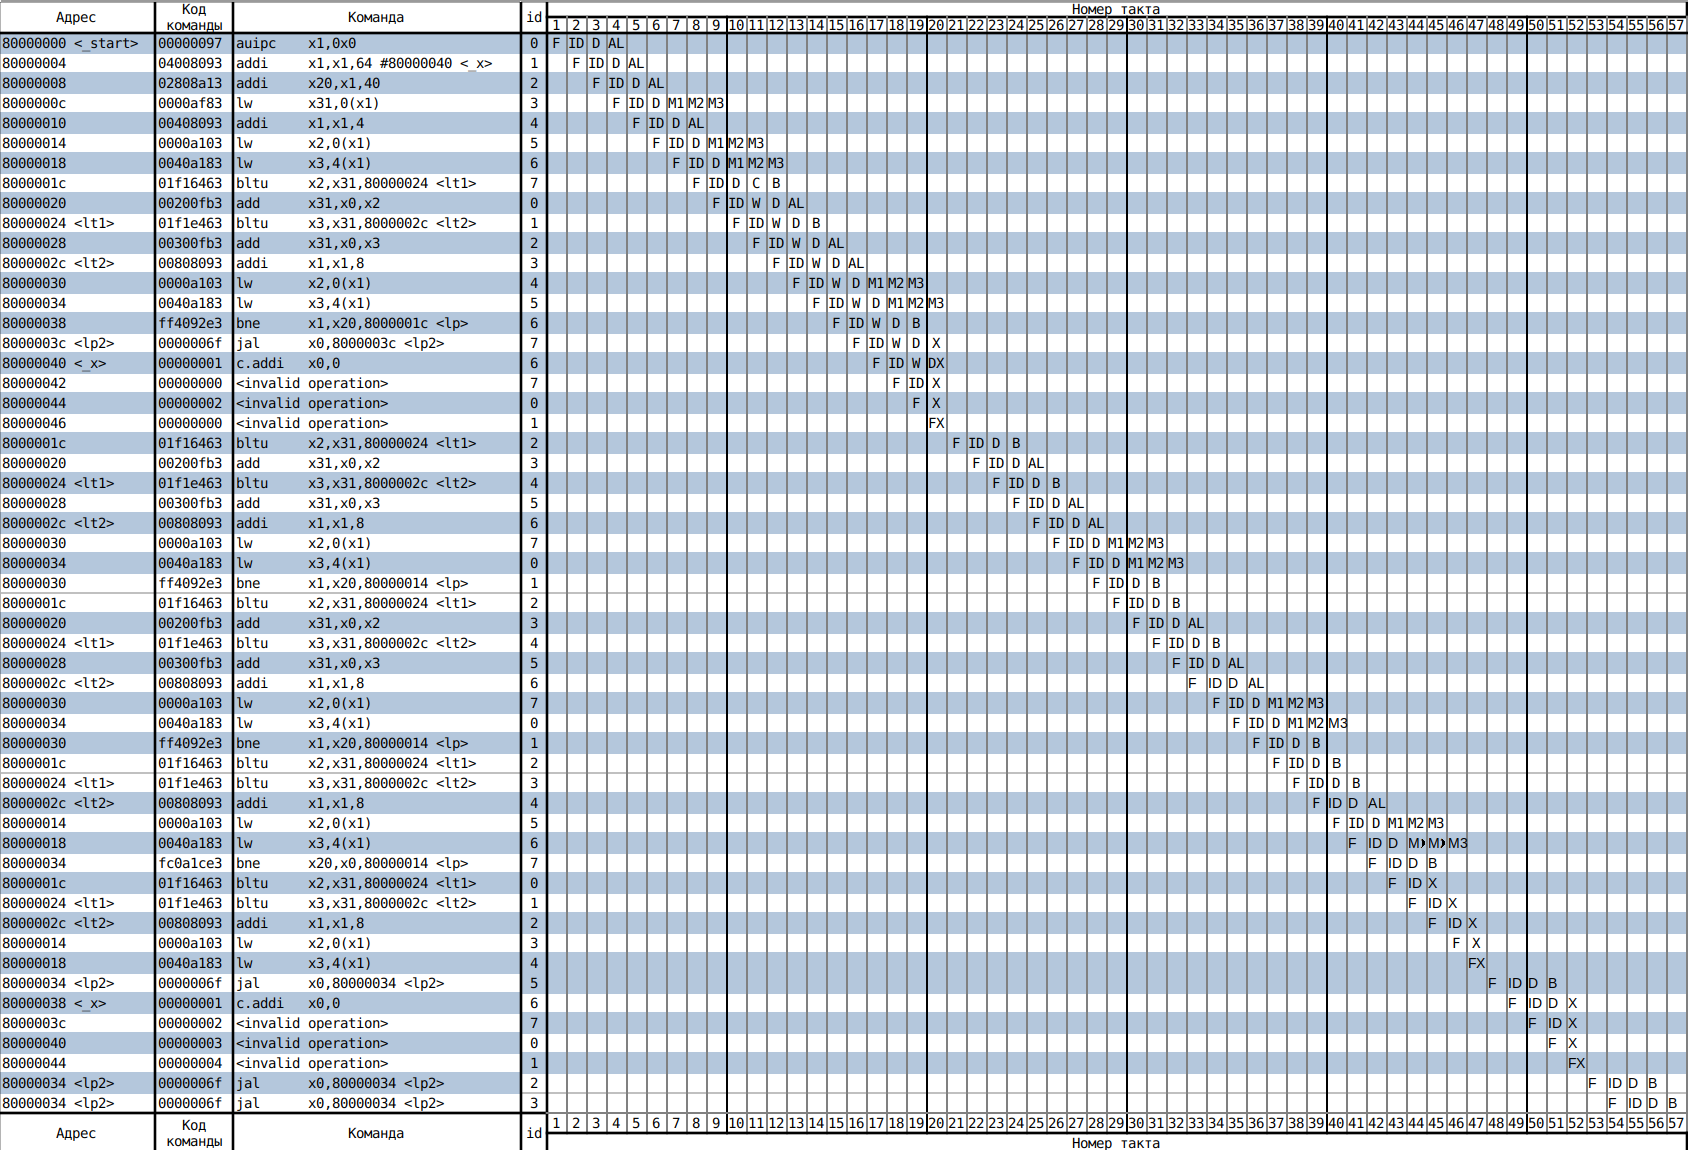 Адрес Код команды Команда id Номер такта
1 2 3 4 5 6 7 8 9 10 11 12 13 14 15 16 17 18 19 20 21 22 23 24 25 26 27 28 29 30 31 32 33 34 35 36 37 38 39 40 41 42 43 44 45 46 47 48 49 50 51 52 53 54 55 56 57
80000000 <_start> 00000097 auipc x1,0x0 0 F ID D AL
80000004 04008093 addi x1,x1,64 #80000040 <_x> 1 F ID D AL
80000008 02808a13 addi x20,x1,40 2 F ID D AL
8000000c 0000af83 lw x31,0(x1) 3 F ID D M1 M2 M3
80000010 00408093 addi x1,x1,4 4 F ID D AL
80000014 0000a103 lw x2,0(x1) 5 F ID D M1 M2 M3
80000018 0040a183 lw x3,4(x1) 6 F ID D M1 M2 M3
8000001c 01f16463 bltu x2,x31,80000024 <lt1> 7 F ID D C B
80000020 00200fb3 add x31,x0,x2 0 F ID W D AL
80000024 <lt1> 01f1e463 bltu x3,x31,8000002c <lt2> 1 F ID W D B
80000028 00300fb3 add x31,x0,x3 2 F ID W D AL
8000002c <lt2> 00808093 addi x1,x1,8 3 F ID W D AL
80000030 0000a103 lw x2,0(x1) 4 F ID W D M1 M2 M3
80000034 0040a183 lw x3,4(x1) 5 F ID W D M1 M2 M3
80000038 ff4092e3 bne x1,x20,8000001c <lp> 6 F ID W D B
8000003c <lp2> 0000006f jal x0,8000003c <lp2> 7 F ID W D X
80000040 <_x> 00000001 c.addi x0,0 6 F ID W DX
80000042 00000000 <invalid operation> 7 F ID X
80000044 00000002 <invalid operation> 0 F X
80000046 00000000 <invalid operation> 1 FX
8000001c 01f16463 bltu x2,x31,80000024 <lt1> 2 F ID D B
80000020 00200fb3 add x31,x0,x2 3 F ID D AL
80000024 <lt1> 01f1e463 bltu x3,x31,8000002c <lt2> 4 F ID D B
80000028 00300fb3 add x31,x0,x3 5 F ID D AL
8000002c <lt2> 00808093 addi x1,x1,8 6 F ID D AL
80000030 0000a103 lw x2,0(x1) 7 F ID D M1 M2 M3
80000034 0040a183 lw x3,4(x1) 0 F ID D M1 M2 M3
80000030 ff4092e3 bne x1,x20,80000014 <lp> 1 F ID D B
8000001c 01f16463 bltu x2,x31,80000024 <lt1> 2 F ID D B
80000020 00200fb3 add x31,x0,x2 3 F ID D AL
80000024 <lt1> 01f1e463 bltu x3,x31,8000002c <lt2> 4 F ID D B
80000028 00300fb3 add x31,x0,x3 5 F ID D AL
8000002c <lt2> 00808093 addi x1,x1,8 6 F ID D AL
80000030 0000a103 lw x2,0(x1) 7 F ID D M1 M2 M3
80000034 0040a183 lw x3,4(x1) 0 F ID D M1 M2 M3
80000030 ff4092e3 bne x1,x20,80000014 <lp> 1 F ID D B
8000001c 01f16463 bltu x2,x31,80000024 <lt1> 2 F ID D B
80000024 <lt1> 01f1e463 bltu x3,x31,8000002c <lt2> 3 F ID D B
8000002c <lt2> 00808093 addi x1,x1,8 4 F ID D AL
80000014 0000a103 lw x2,0(x1) 5 F ID D M1 M2 M3
80000018 0040a183 lw x3,4(x1) 6 F ID D M3
80000034 fc0a1ce3 bne x20,x0,80000014 <lp> 7 F ID D B
8000001c 01f16463 bltu x2,x31,80000024 <lt1> 0 F ID X
80000024 <lt1> 01f1e463 bltu x3,x31,8000002c <lt2> 1 F ID X
8000002c <lt2> 00808093 addi x1,x1,8 2 F ID X
80000014 0000a103 lw x2,0(x1) 3 F X
80000018 0040a183 lw x3,4(x1) 4 FX
80000034 <lp2> 0000006f jal x0,80000034 <lp2> 5 F ID D B
80000038 <_x> 00000001 c.addi x0,0 6 F ID D X
8000003c 00000002 <invalid operation> 7 F ID X
80000040 00000003 <invalid operation> 0 F X
80000044 00000004 <invalid operation> 1 FX
80000034 <lp2> 0000006f jal x0,80000034 <lp2> 2 F ID D B
80000034 <lp2> 0000006f jal x0,80000034 <lp2> 3 F ID D B
1 2 3 4 5 6 7 8 9 10 11 12 13 14 15 16 17 18 19 20 21 22 23 24 25 26 27 28 29 30 31 32 33 34 35 36 37 38 39 40 41 42 43 44 45 46 47 48 49 50 51 52 53 54 55 56 57
Адрес Код команды Команда id Номер такта